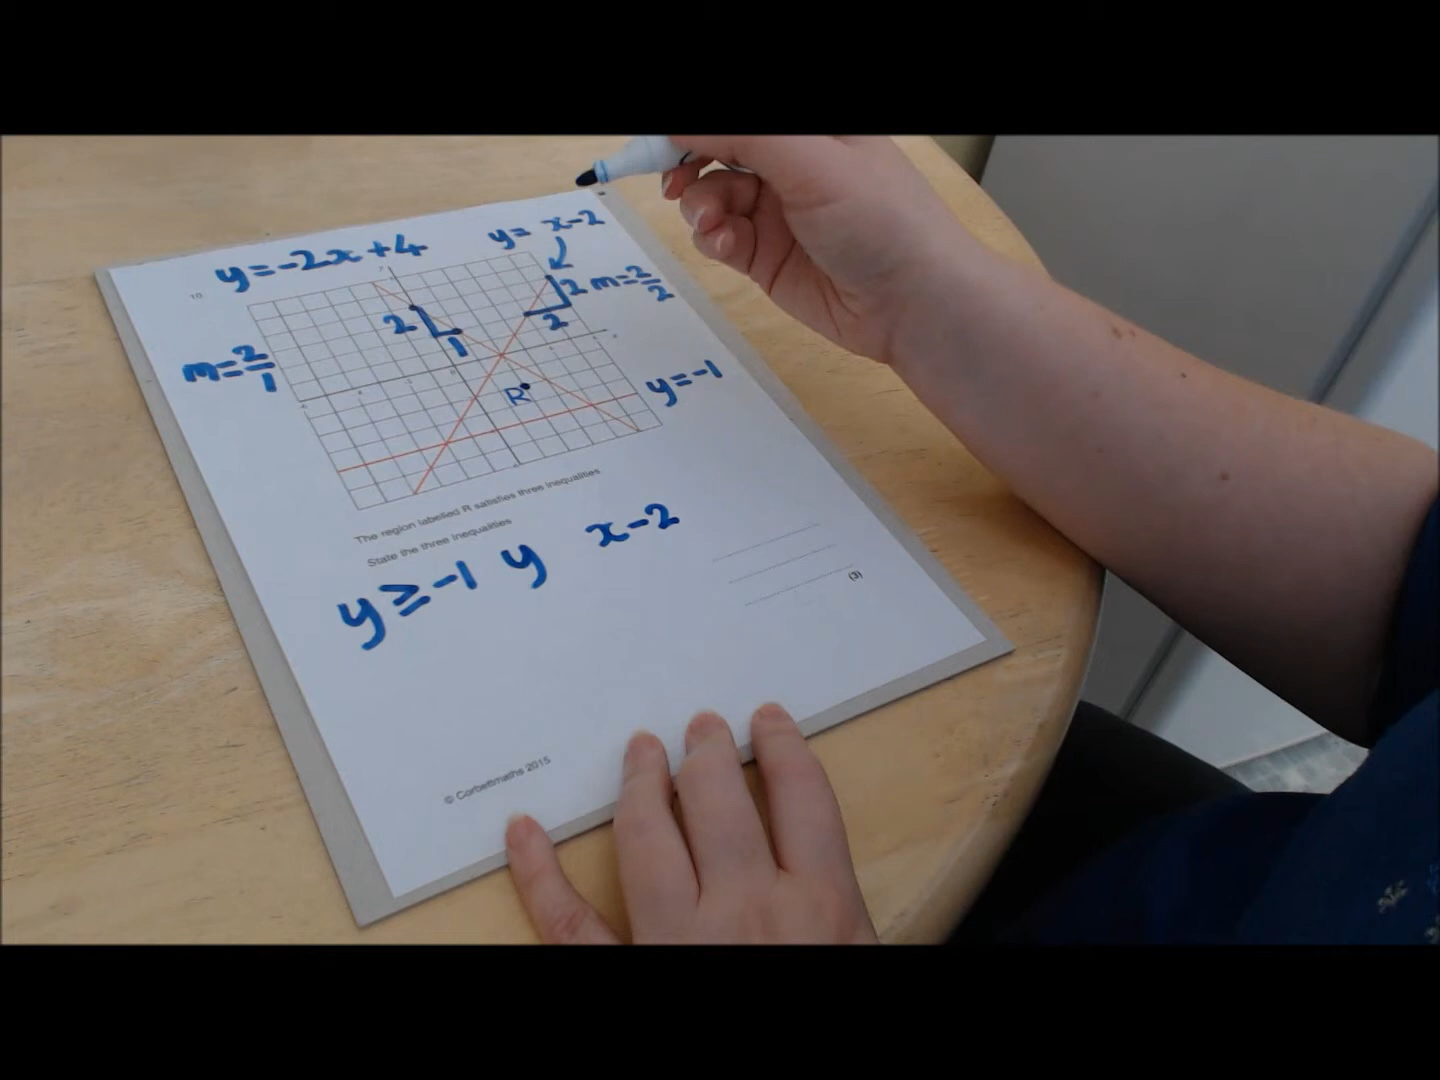 y = x-2
y=-2x+4
10.
2 m=2/2
2
2
1
m=2/1
y=-1
R
The region labelled R satisfies three inequalities
State the three inequalities
y≥-1 y x-2
(3)
© Corbettmaths 2015